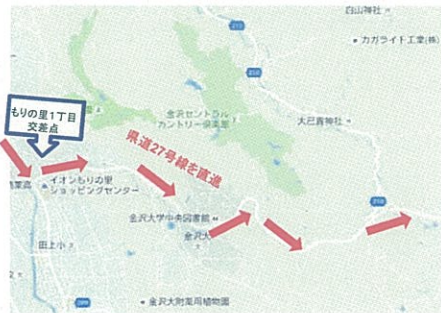 白山神社
カガライト工業(株)
210
金沢セントラル
カントリー倶楽部
210
大己貴神社
もりの里1丁目
交差点
県道27号線を直進
イオンもりの里
ショッピングセンター
金沢大学中央図書館
金沢大
田上小
金沢大附薬用植物園